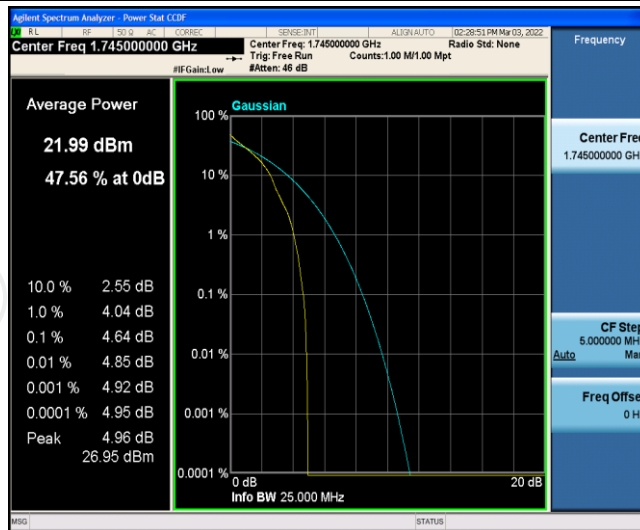 Agilent Spectrum Analyzer - Power Stat CCDF
LXI RL RF 50 Ω AC CORREC SENSE:INT ALIGN AUTO 02:28:51 PM Mar 03, 2022
Center Freq 1.745000000 GHz
Center Freq: 1.745000000 GHz Radio Std: None
Trig: Free Run Counts:1.00 M/1.00 Mpt
#IFGain:Low #Atten: 46 dB
Frequency
Average Power
21.99 dBm
47.56 % at 0dB
10.0 % 2.55 dB
1.0 % 4.04 dB
0.1 % 4.64 dB
0.01 % 4.85 dB
0.001 % 4.92 dB
0.0001 % 4.95 dB
Peak 4.96 dB
26.95 dBm
Gaussian
100 %
10 %
1 %
0.1 %
0.01 %
0.001 %
0.0001 %
0 dB 20 dB
Info BW 25.000 MHz
Center Freq
1.745000000 GH
CF Step
5.000000 MH
Auto Ma
Freq Offse
0 H
MSG STATUS